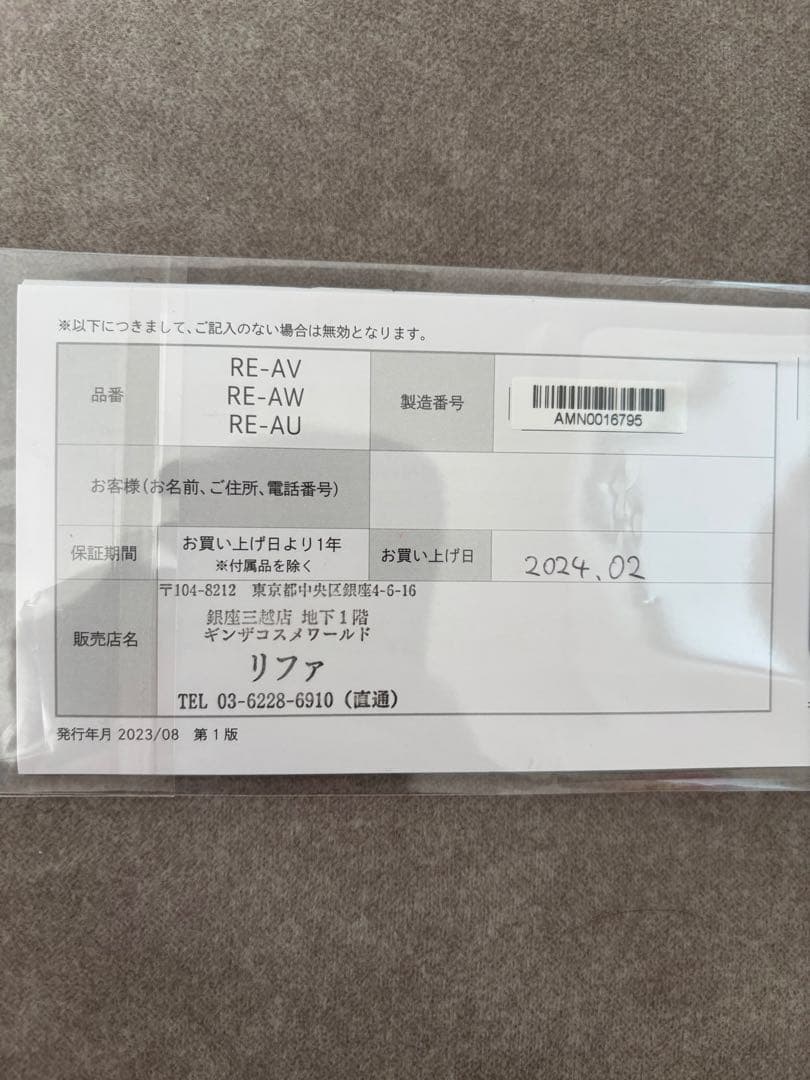 ※以下につきまして、ご記入のない場合は無効となります。
品番
RE-AV
RE-AW
RE-AU
製造番号
AMN0016795
お客様(お名前、ご住所、電話番号)
保証期間
お買い上げ日より1年
※付属品を除く
お買い上げ日
2024.02
販売店名
〒104-8212 東京都中央区銀座4-6-16
銀座三越店 地下1階
ギンザコスメワールド
リファ
TEL 03-6228-6910(直通)
発行年月 2023/08 第1版